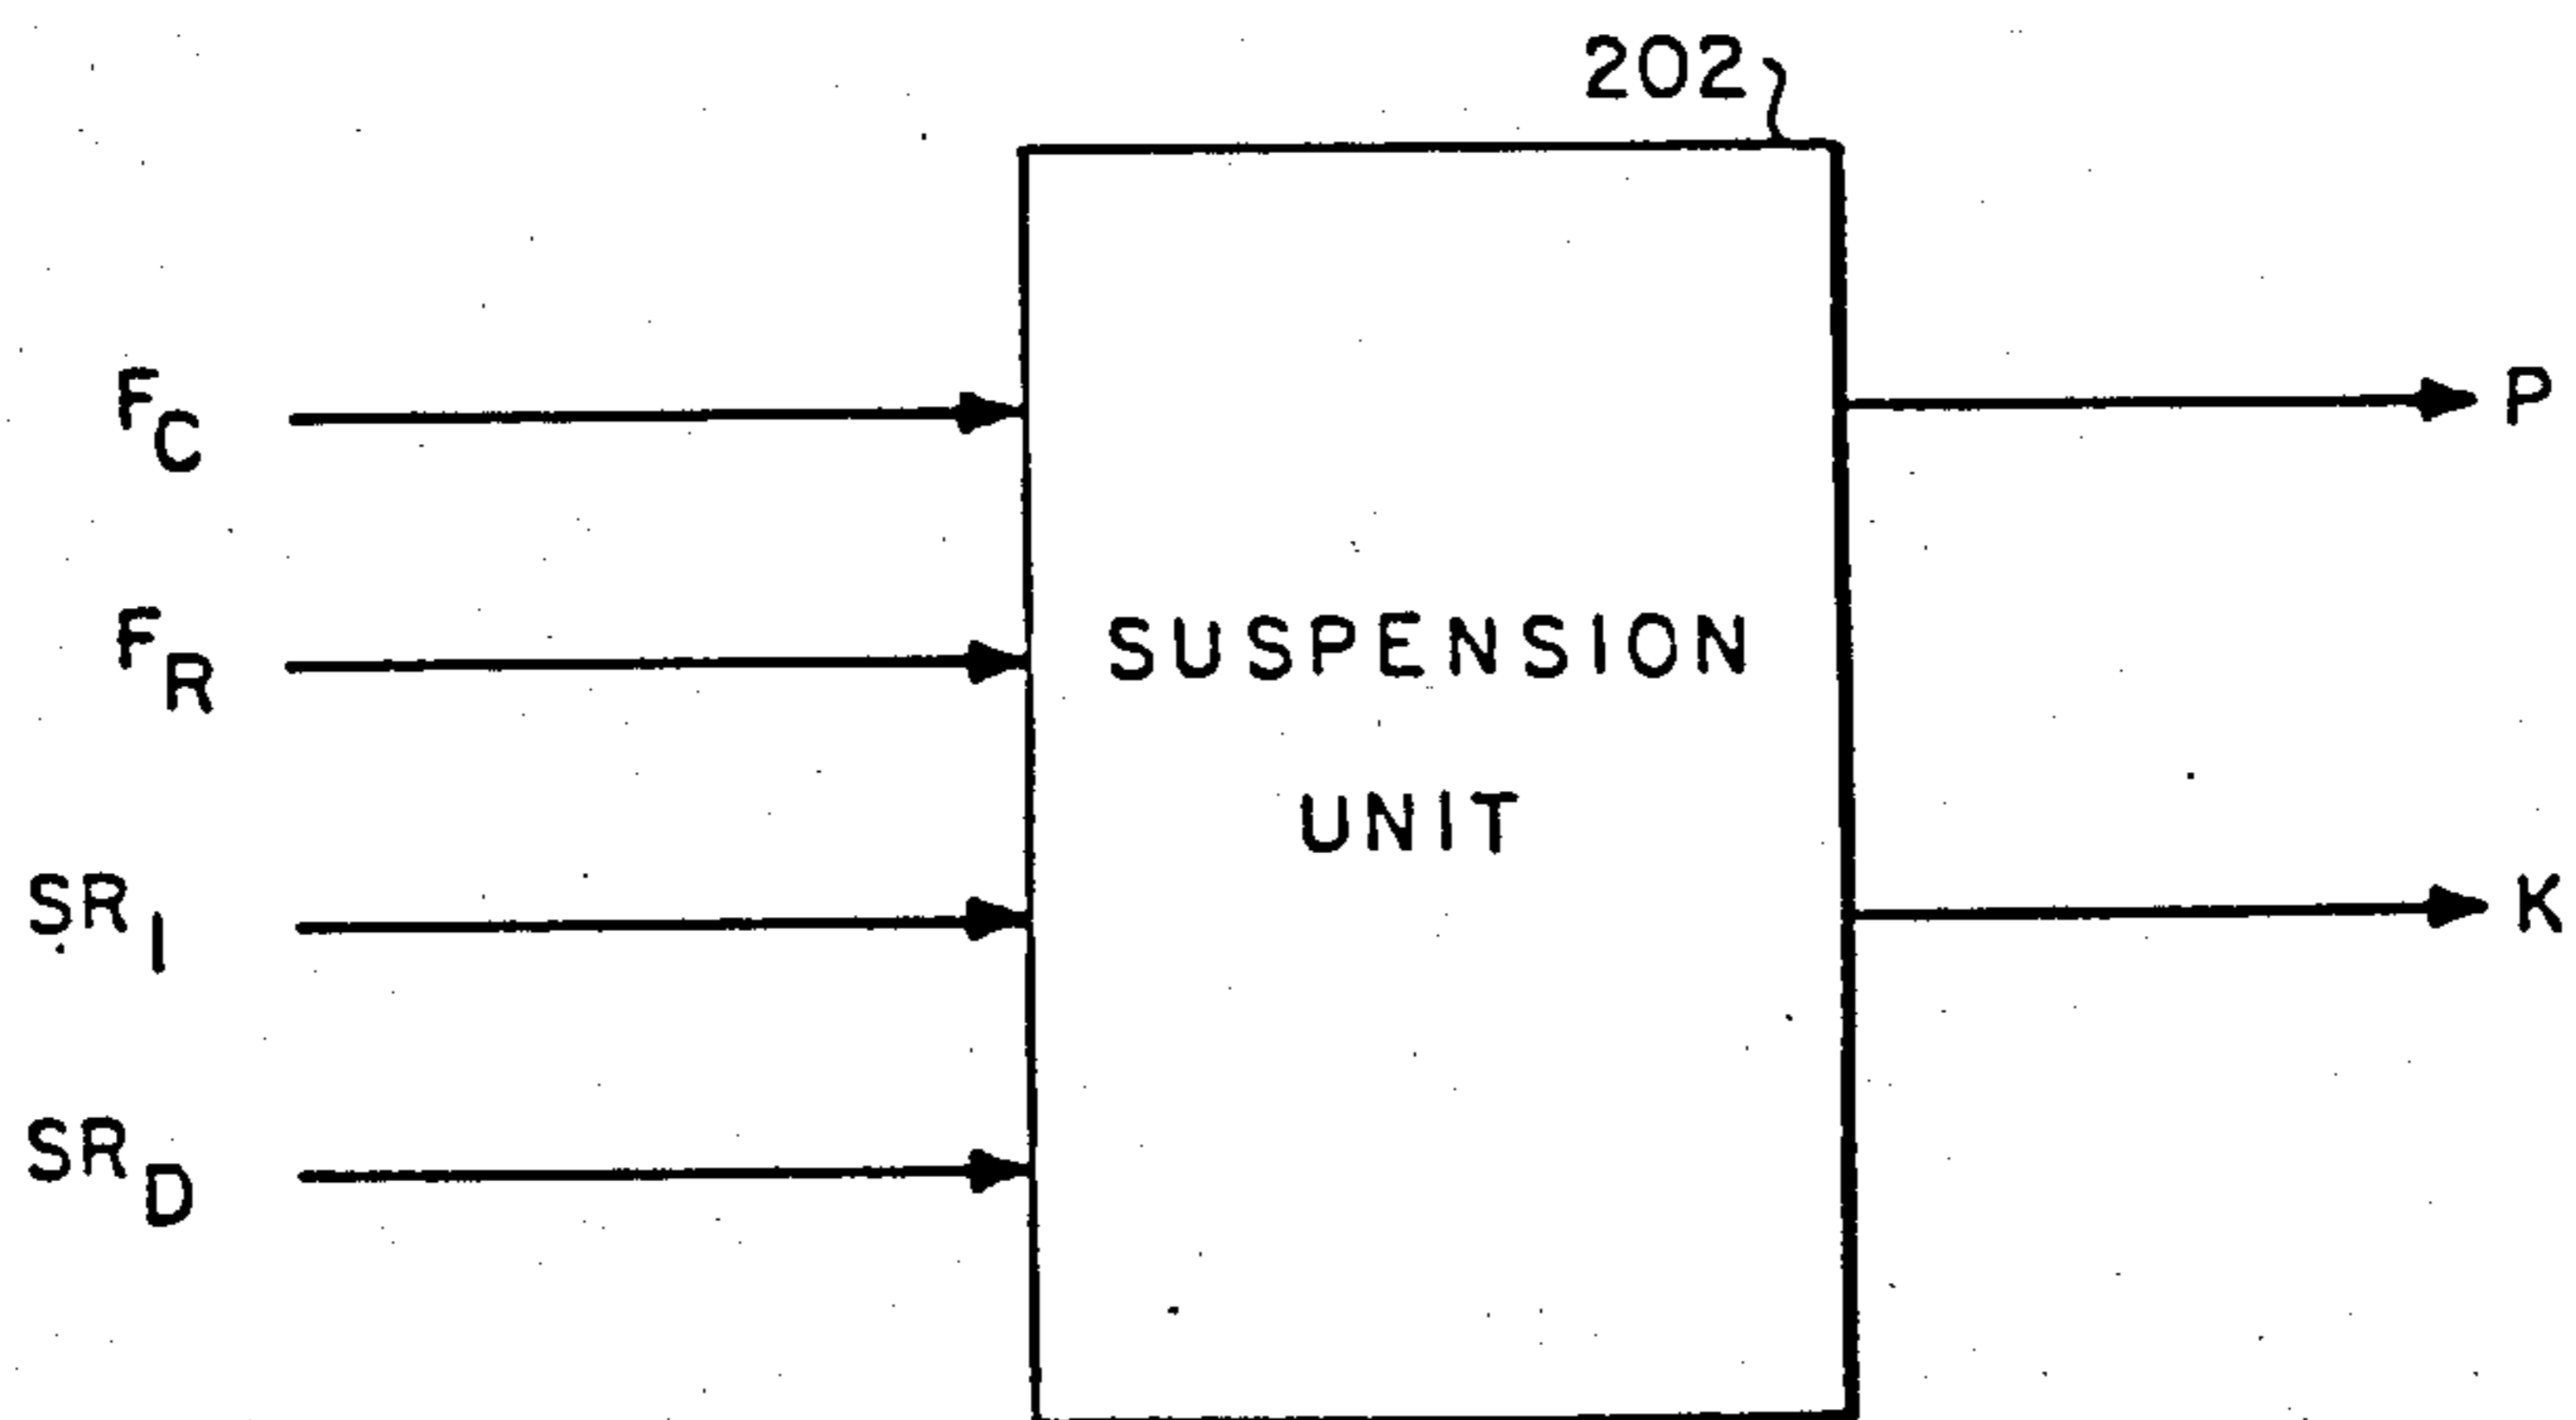 202
F_C
P
F_R
SUSPENSION
UNIT
SR_I
K
SR_D